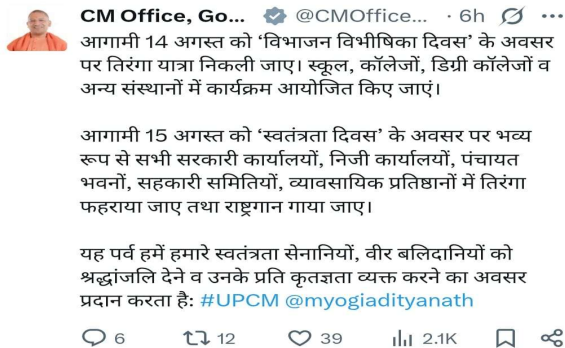 CM Office, Go... @CMOffice... · 6h
आगामी 14 अगस्त को ‘विभाजन विभीषिका दिवस’ के अवसर
पर तिरंगा यात्रा निकली जाए। स्कूल, कॉलेजों, डिग्री कॉलेजों व
अन्य संस्थानों में कार्यक्रम आयोजित किए जाएं।
आगामी 15 अगस्त को ‘स्वतंत्रता दिवस’ के अवसर पर भव्य
रूप से सभी सरकारी कार्यालयों, निजी कार्यालयों, पंचायत
भवनों, सहकारी समितियों, व्यावसायिक प्रतिष्ठानों में तिरंगा
फहराया जाए तथा राष्ट्रगान गाया जाए।
यह पर्व हमें हमारे स्वतंत्रता सेनानियों, वीर बलिदानियों को
श्रद्धांजलि देने व उनके प्रति कृतज्ञता व्यक्त करने का अवसर
प्रदान करता है: #UPCM @myogiadityanath
6 12 39 2.1K